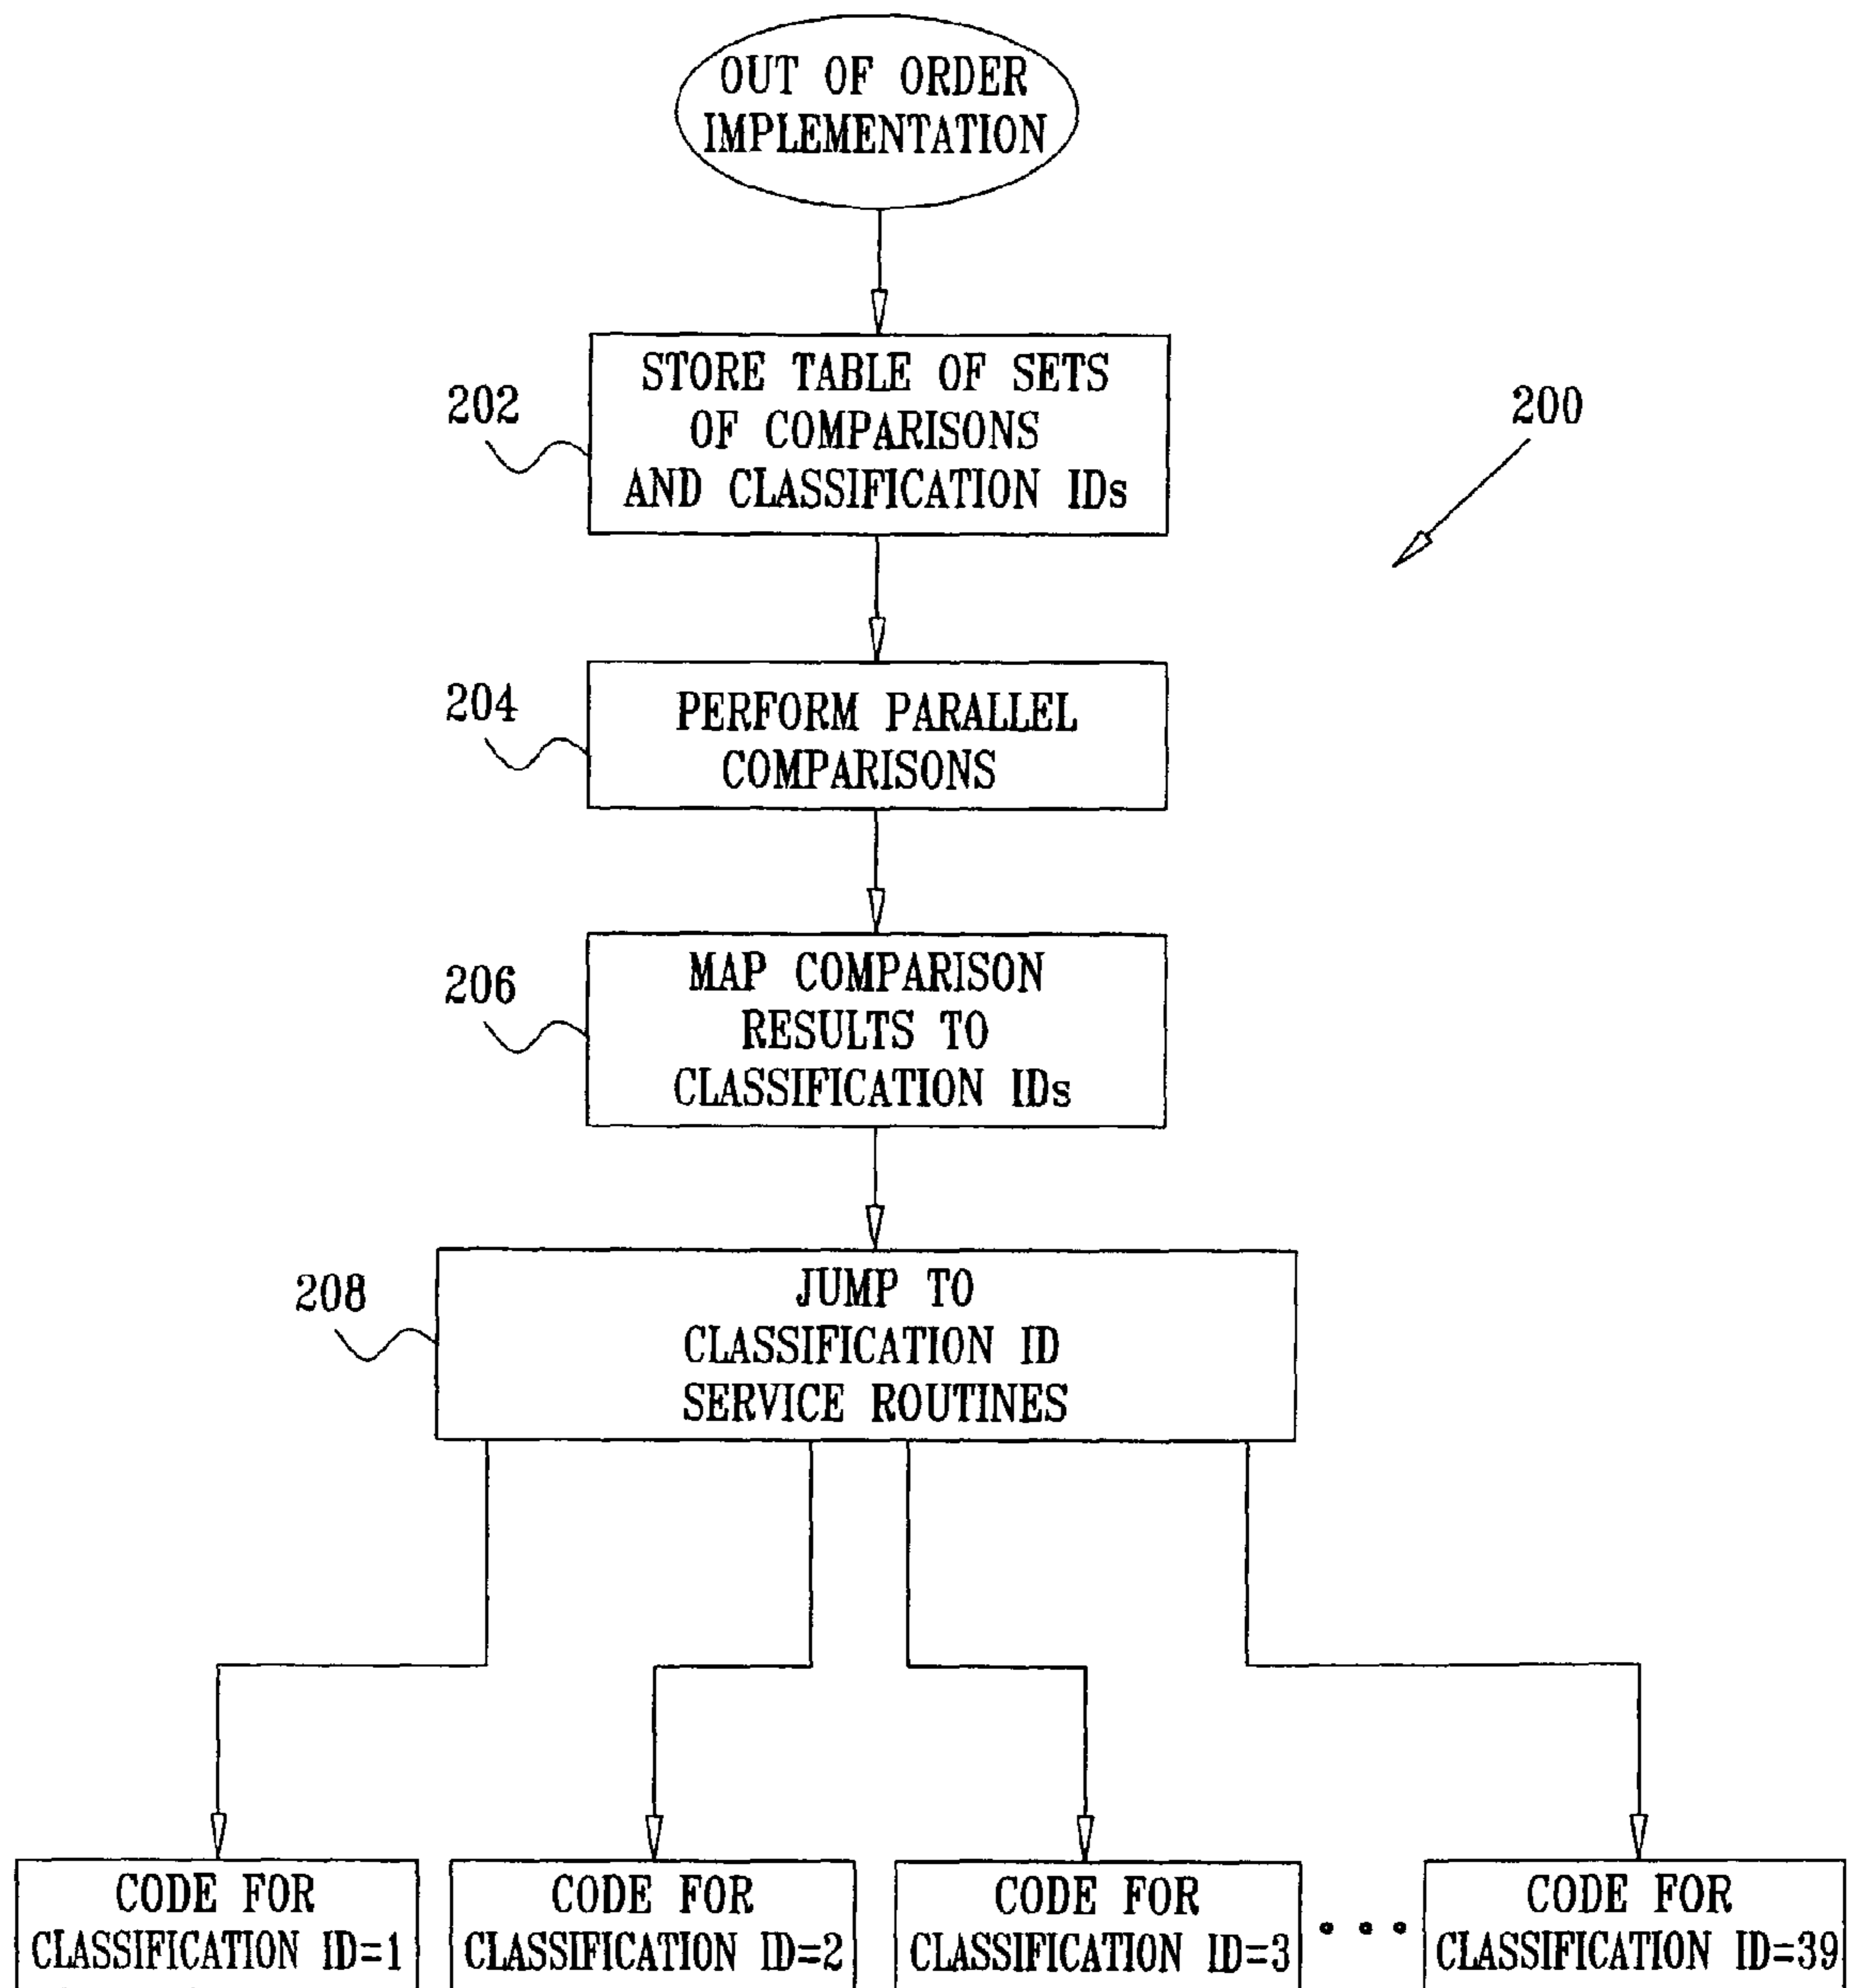 OUT OF ORDER
IMPLEMENTATION
STORE TABLE OF SETS
OF COMPARISONS
AND CLASSIFICATION IDs
202
200
PERFORM PARALLEL
COMPARISONS
204
MAP COMPARISON
RESULTS TO
CLASSIFICATION IDs
206
JUMP TO
CLASSIFICATION ID
SERVICE ROUTINES
208
CODE FOR
CLASSIFICATION ID=1
CODE FOR
CLASSIFICATION ID=2
CODE FOR
CLASSIFICATION ID=3
• • •
CODE FOR
CLASSIFICATION ID=39